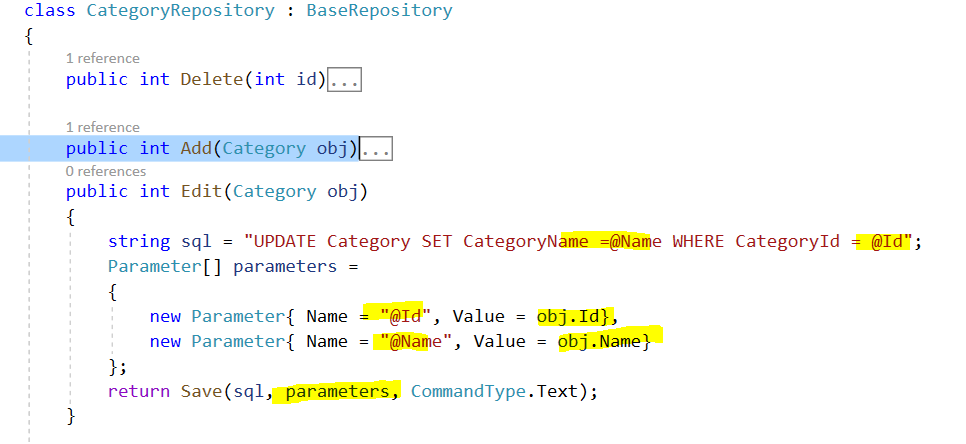 class CategoryRepository : BaseRepository
{
1 reference
public int Delete(int id)...
1 reference
public int Add(Category obj)...
0 references
public int Edit(Category obj)
{
string sql = "UPDATE Category SET CategoryName =@Name WHERE CategoryId = @Id";
Parameter[] parameters =
{
new Parameter{ Name = "@Id", Value = obj.Id},
new Parameter{ Name = "@Name", Value = obj.Name}
};
return Save(sql, parameters, CommandType.Text);
}